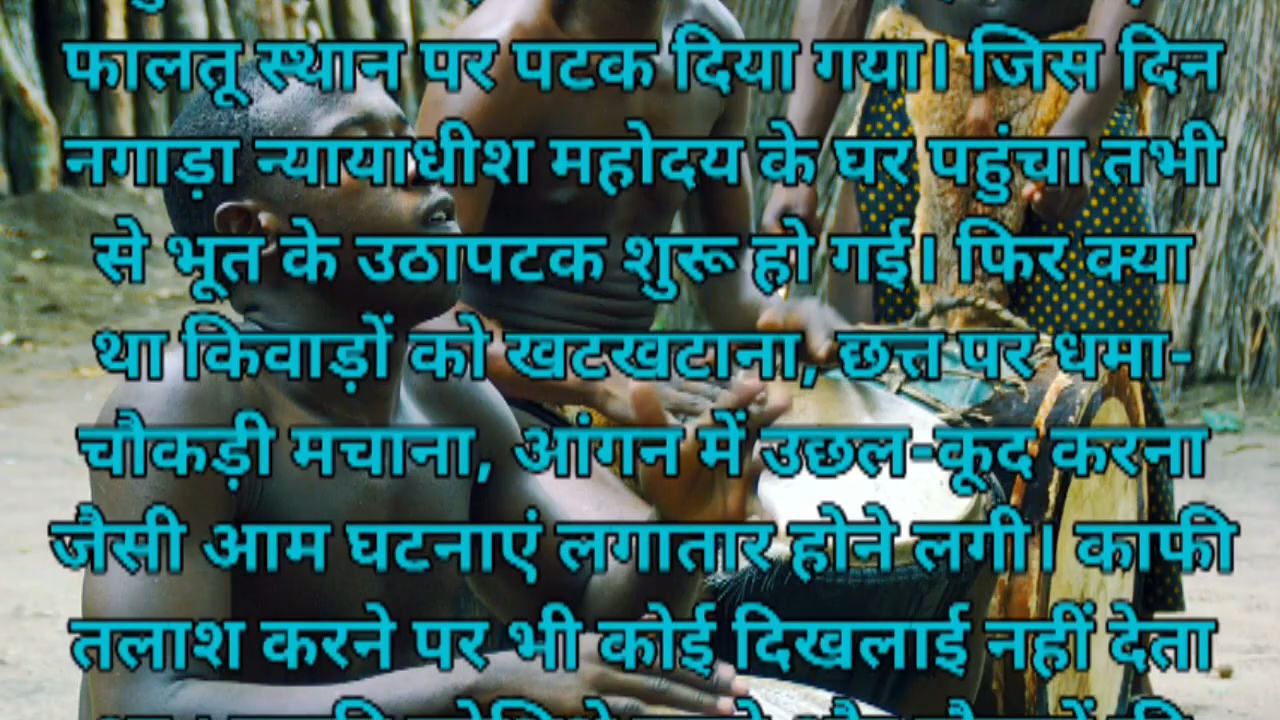 फालतू स्थान पर पटक दिया गया। जिस दिन
नगाड़ा न्यायाधीश महोदय के घर पहुंचा तभी
से भूत के उठापटक शुरू हो गई। फिर क्या
था किवाड़ों को खटखटाना, छत्त पर धमा-
चौकड़ी मचाना, आंगन में उछल-कूद करना
जैसी आम घटनाएं लगातार होने लगी। काफी
तलाश करने पर भी कोई दिखलाई नहीं देता